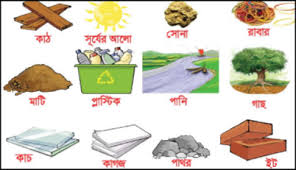 কাঠ সূর্যের আলো সোনা রাবার
মাটি প্লাস্টিক পানি গাছ
কাচ কাগজ পাথর ইট